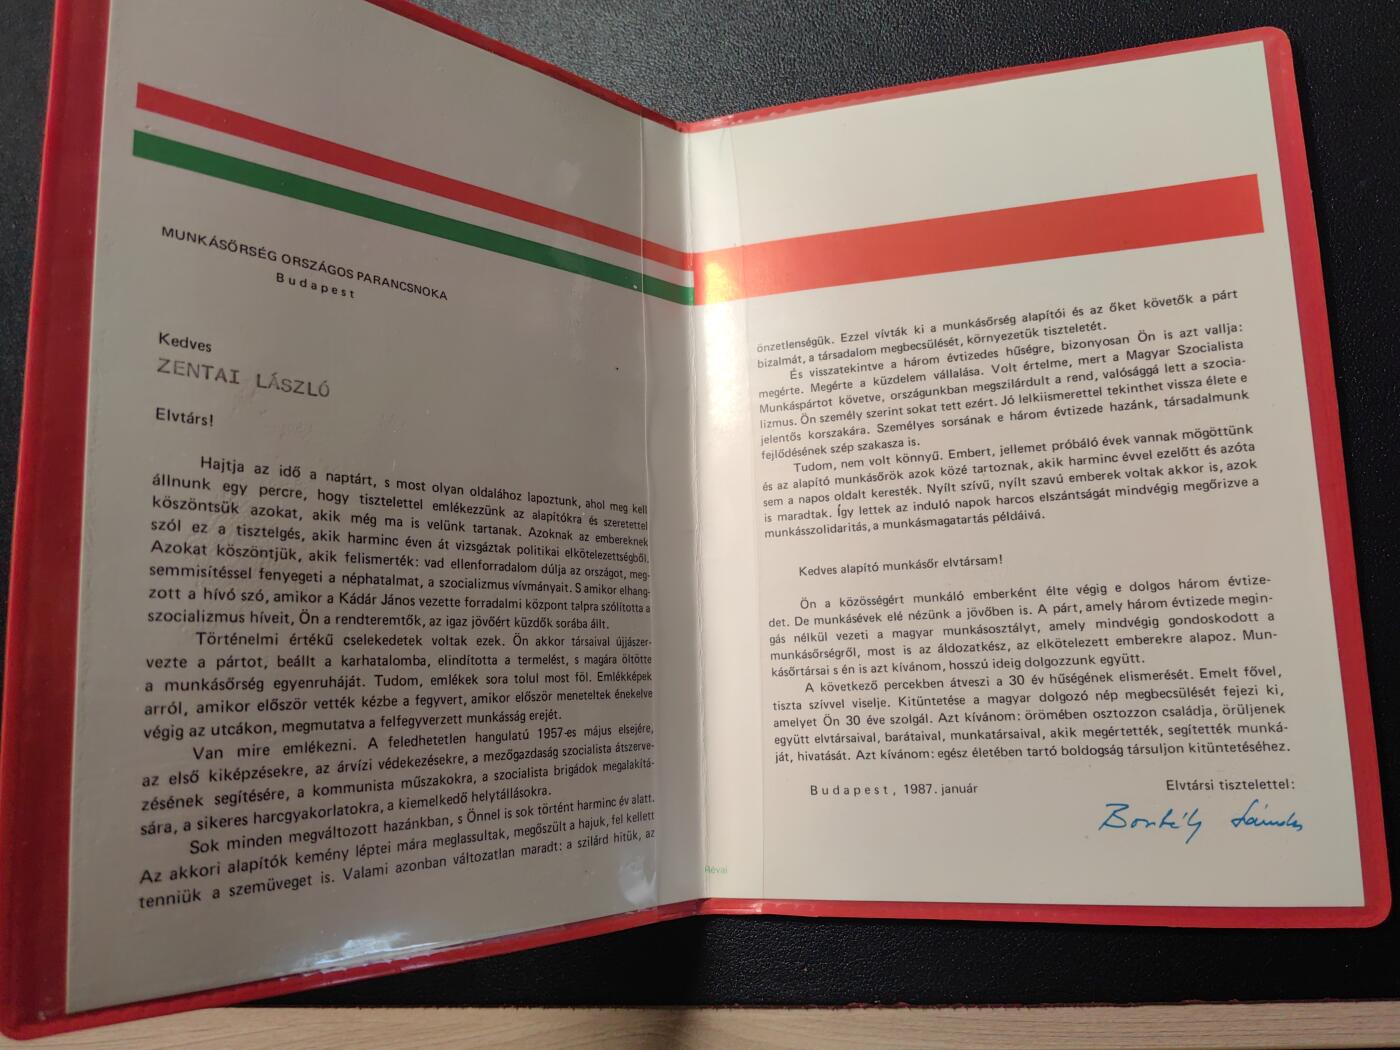 MUNKÁSŐRSÉG ORSZÁGOS PARANCSNOKA
Budapest
Kedves
ZENTAI LÁSZLÓ
Elvtárs!
Hajtja az idő a naptárt, s most olyan oldalához lapoztunk, ahol meg kell
állnunk egy percre, hogy tisztelettel emlékezzünk az alapítókra és szeretettel
köszöntsük azokat, akik még ma is velünk tartanak. Azoknak az embereknek
szól ez a tisztelgés, akik harminc éven át vizsgáztak politikai elkötelezettségből.
Azokat köszöntjük, akik felismerték: vad ellenforradalom dúlja az országot, meg-
semmisítéssel fenyegeti a néphatalmat, a szocializmus vívmányait. S amikor elhang-
zott a hívó szó, amikor a Kádár János vezette forradalmi központ talpra szólította a
szocializmus híveit, Ön a rendteremtők, az igaz jövőért küzdők sorába állt.
Történelmi értékű cselekedetek voltak ezek. Ön akkor társaival újjászer-
vezte a pártot, beállt a karhatalomba, elindította a termelést, s magára öltötte
a munkásőrség egyenruháját. Tudom, emlékek sora tolul most föl. Emlékképek
arról, amikor először vették kézbe a fegyvert, amikor először meneteltek énekelve
végig az utcákon, megmutatva a felfegyverzett munkásság erejét.
Van mire emlékezni. A feledhetetlen hangulatú 1957-es május elsejére,
az első kiképzésekre, az árvízi védekezésekre, a mezőgazdaság szocialista átszerve-
zésének segítésére, a kommunista műszakokra, a szocialista brigádok megalakítá-
sára, a sikeres harcgyakorlatokra, a kiemelkedő helytállásokra.
Sok minden megváltozott hazánkban, s Önnel is sok történt harminc év alatt.
Az akkori alapítók kemény léptei mára meglassultak, megőszült a hajuk, fel kellett
tenniük a szemüveget is. Valami azonban változatlan maradt: a szilárd hitük, az
önzetlenségük. Ezzel vívták ki a munkásőrség alapítói és az őket követők a párt
bizalmát, a társadalom megbecsülését, környezetük tiszteletét.
És visszatekintve a három évtizedes hűségre, bizonyosan Ön is azt vallja:
megérte. Megérte a küzdelem vállalása. Volt értelme, mert a Magyar Szocialista
Munkáspártot követve, országunkban megszilárdult a rend, valósággá lett a szocia-
lizmus. Ön személy szerint sokat tett ezért. Jó lelkiismerettel tekinthet vissza élete e
jelentős korszakára. Személyes sorsának e három évtizede hazánk, társadalmunk
fejlődésének szép szakasza is.
Tudom, nem volt könnyű. Embert, jellemet próbáló évek vannak mögöttünk
és az alapító munkásőrök azok közé tartoznak, akik harminc évvel ezelőtt és azóta
sem a napos oldalt keresték. Nyílt szívű, nyílt szavú emberek voltak akkor is, azok
is maradtak. Így lettek az induló napok harcos elszántságát mindvégig megőrizve a
munkásszolidaritás, a munkásmagatartás példáivá.
Kedves alapító munkásőr elvtársam!
Ön a közösségért munkáló emberként élte végig e dolgos három évtize-
det. De munkásévek elé nézünk a jövőben is. A párt, amely három évtizede megin-
gás nélkül vezeti a magyar munkásosztályt, amely mindvégig gondoskodott a
munkásőrségről, most is az áldozatkész, az elkötelezett emberekre alapoz. Mun-
kásőrtársai s én is azt kívánom, hosszú ideig dolgozzunk együtt.
A következő percekben átveszi a 30 év hűségének elismerését. Emelt fővel,
tiszta szívvel viselje. Kitüntetése a magyar dolgozó nép megbecsülését fejezi ki,
amelyet Ön 30 éve szolgál. Azt kívánom: örömében osztozzon családja, örüljenek
együtt elvtársaival, barátaival, munkatársaival, akik megértették, segítették munká-
ját, hivatását. Azt kívánom: egész életében tartó boldogság társuljon kitüntetéséhez.
Budapest, 1987. január
Elvtársi tisztelettel:
Borbély Sándor
Révai